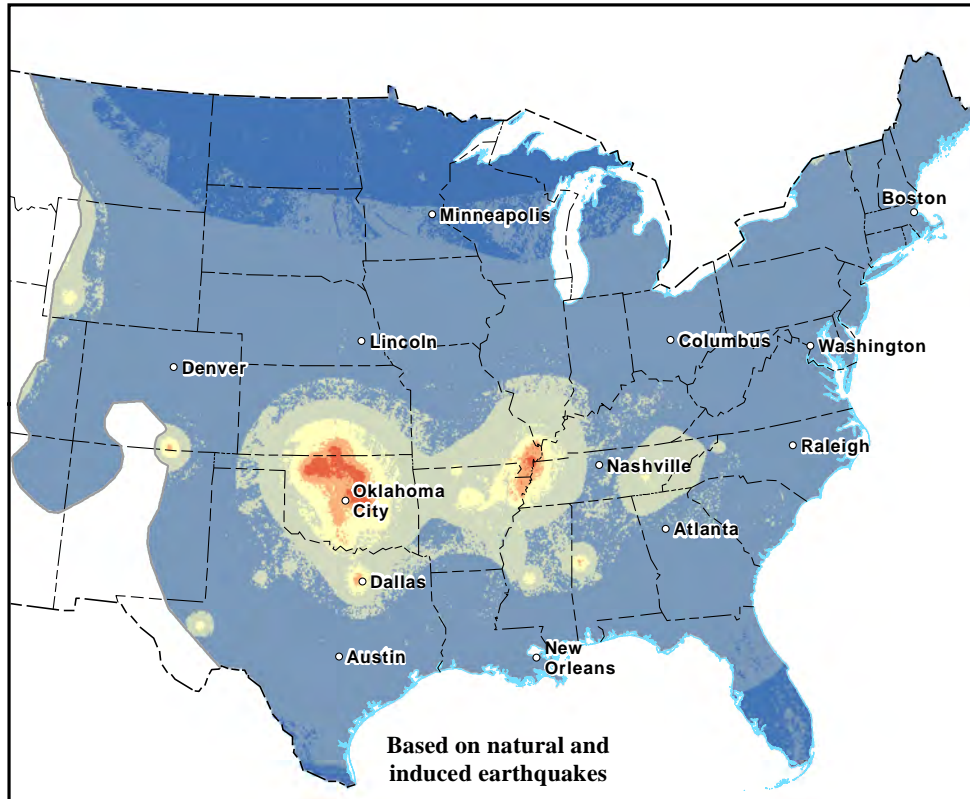 Minneapolis
Boston
Lincoln
Columbus
Washington
Denver
Raleigh
Nashville
Oklahoma
City
Atlanta
Dallas
Austin
New
Orleans
Based on natural and
induced earthquakes